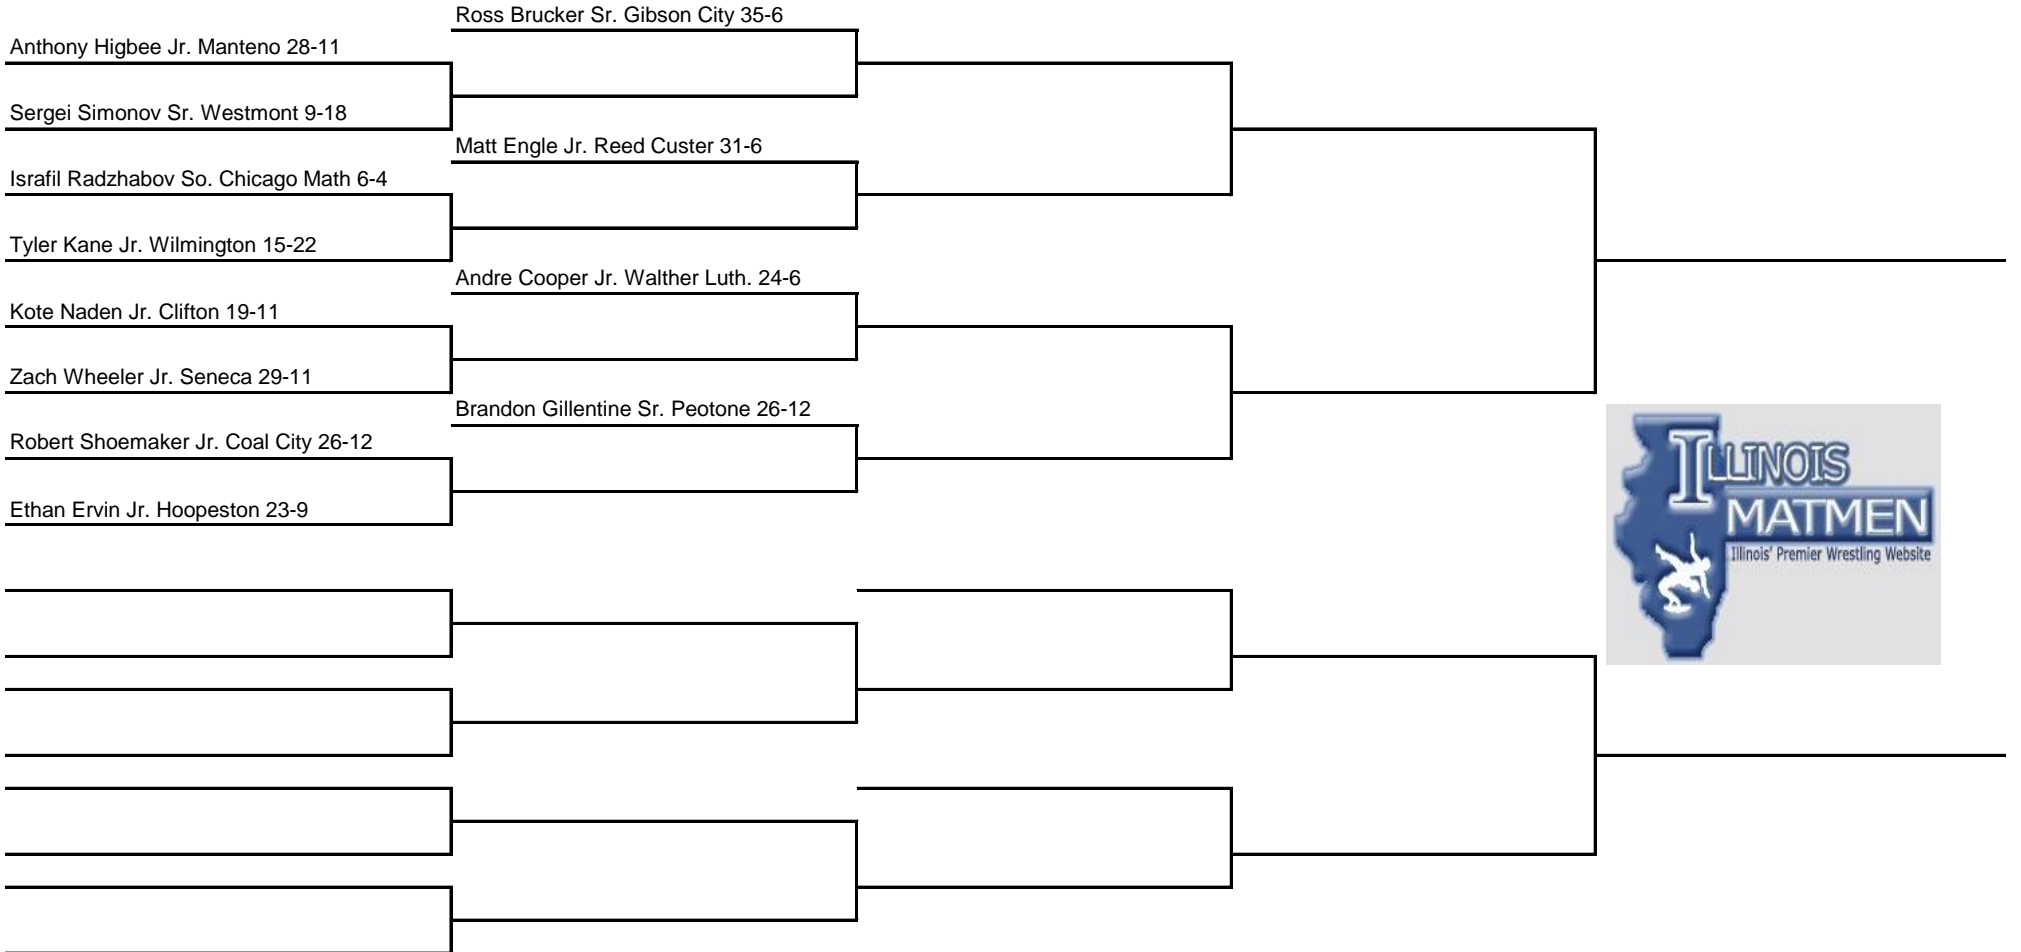 Ross Brucker Sr. Gibson City 35-6
Anthony Higbee Jr. Manteno 28-11
Sergei Simonov Sr. Westmont 9-18
Matt Engle Jr. Reed Custer 31-6
Israfil Radzhabov So. Chicago Math 6-4
Tyler Kane Jr. Wilmington 15-22
Andre Cooper Jr. Walther Luth. 24-6
Kote Naden Jr. Clifton 19-11
Zach Wheeler Jr. Seneca 29-11
Brandon Gillentine Sr. Peotone 26-12
Robert Shoemaker Jr. Coal City 26-12
Ethan Ervin Jr. Hoopeston 23-9
ILLINOIS
MATMEN
Illinois' Premier Wrestling Website